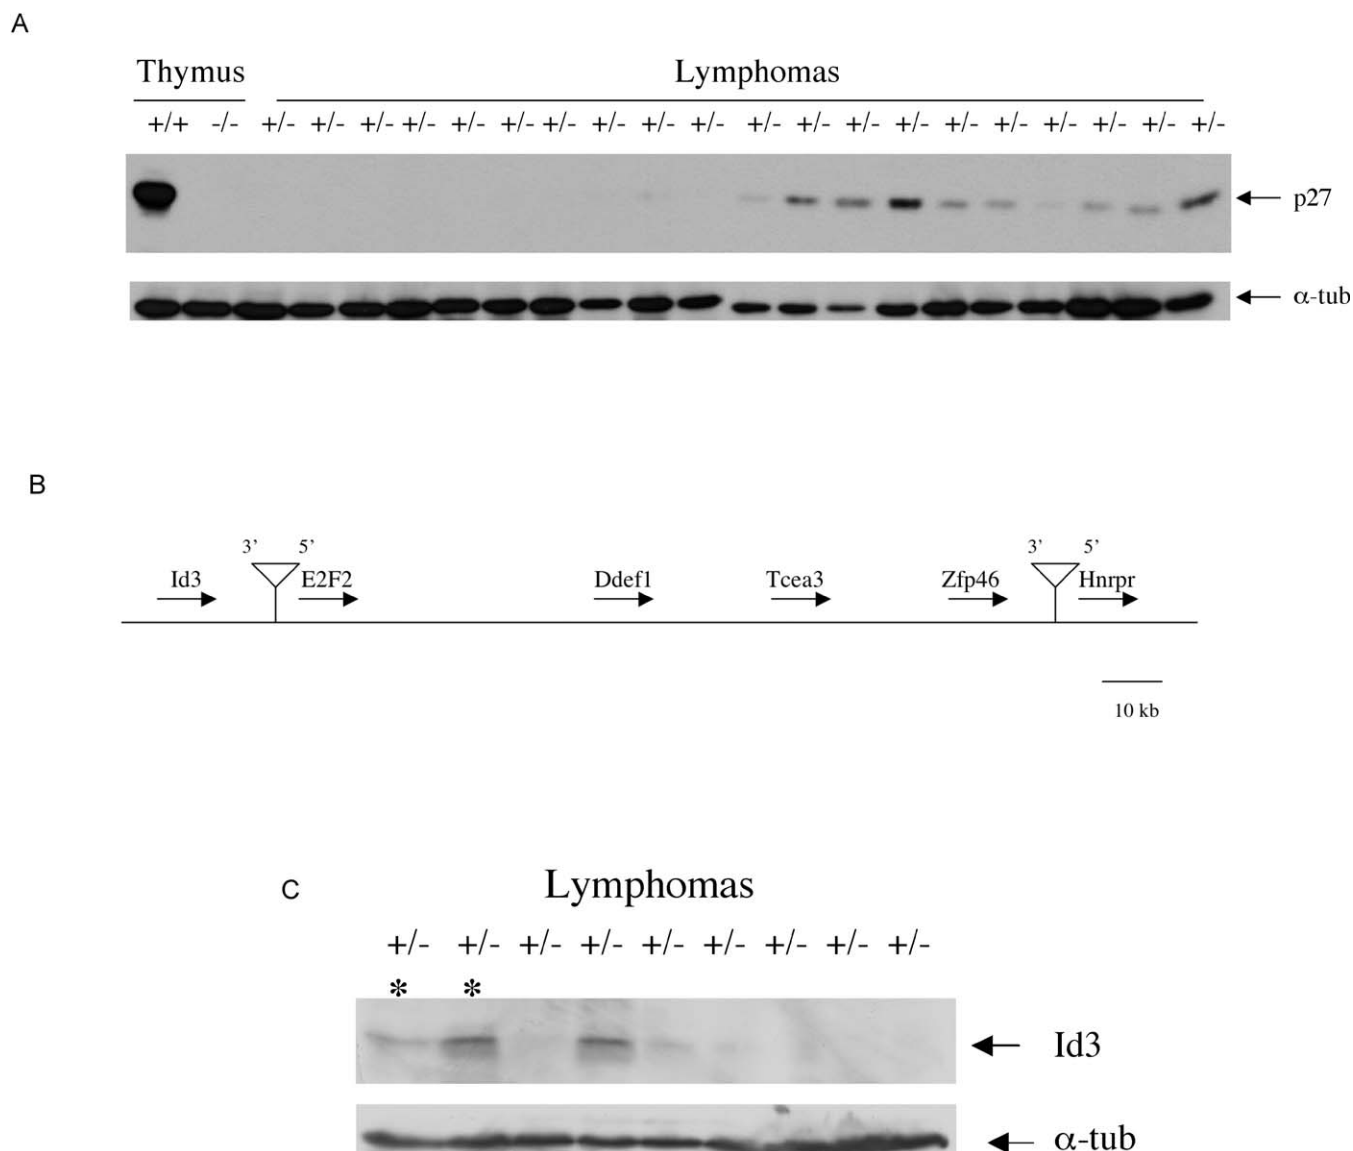 A
Thymus Lymphomas
+/+ -/- +/- +/- +/- +/- +/- +/- +/- +/- +/- +/- +/- +/- +/- +/- +/- +/- +/- +/- +/- +/-
p27
α-tub
B
3’ 5’ 3’ 5’
Id3 E2F2 Ddef1 Tcea3 Zfp46 Hnrpr
10 kb
C Lymphomas
+/- +/- +/- +/- +/- +/- +/- +/- +/-
* *
Id3
α-tub